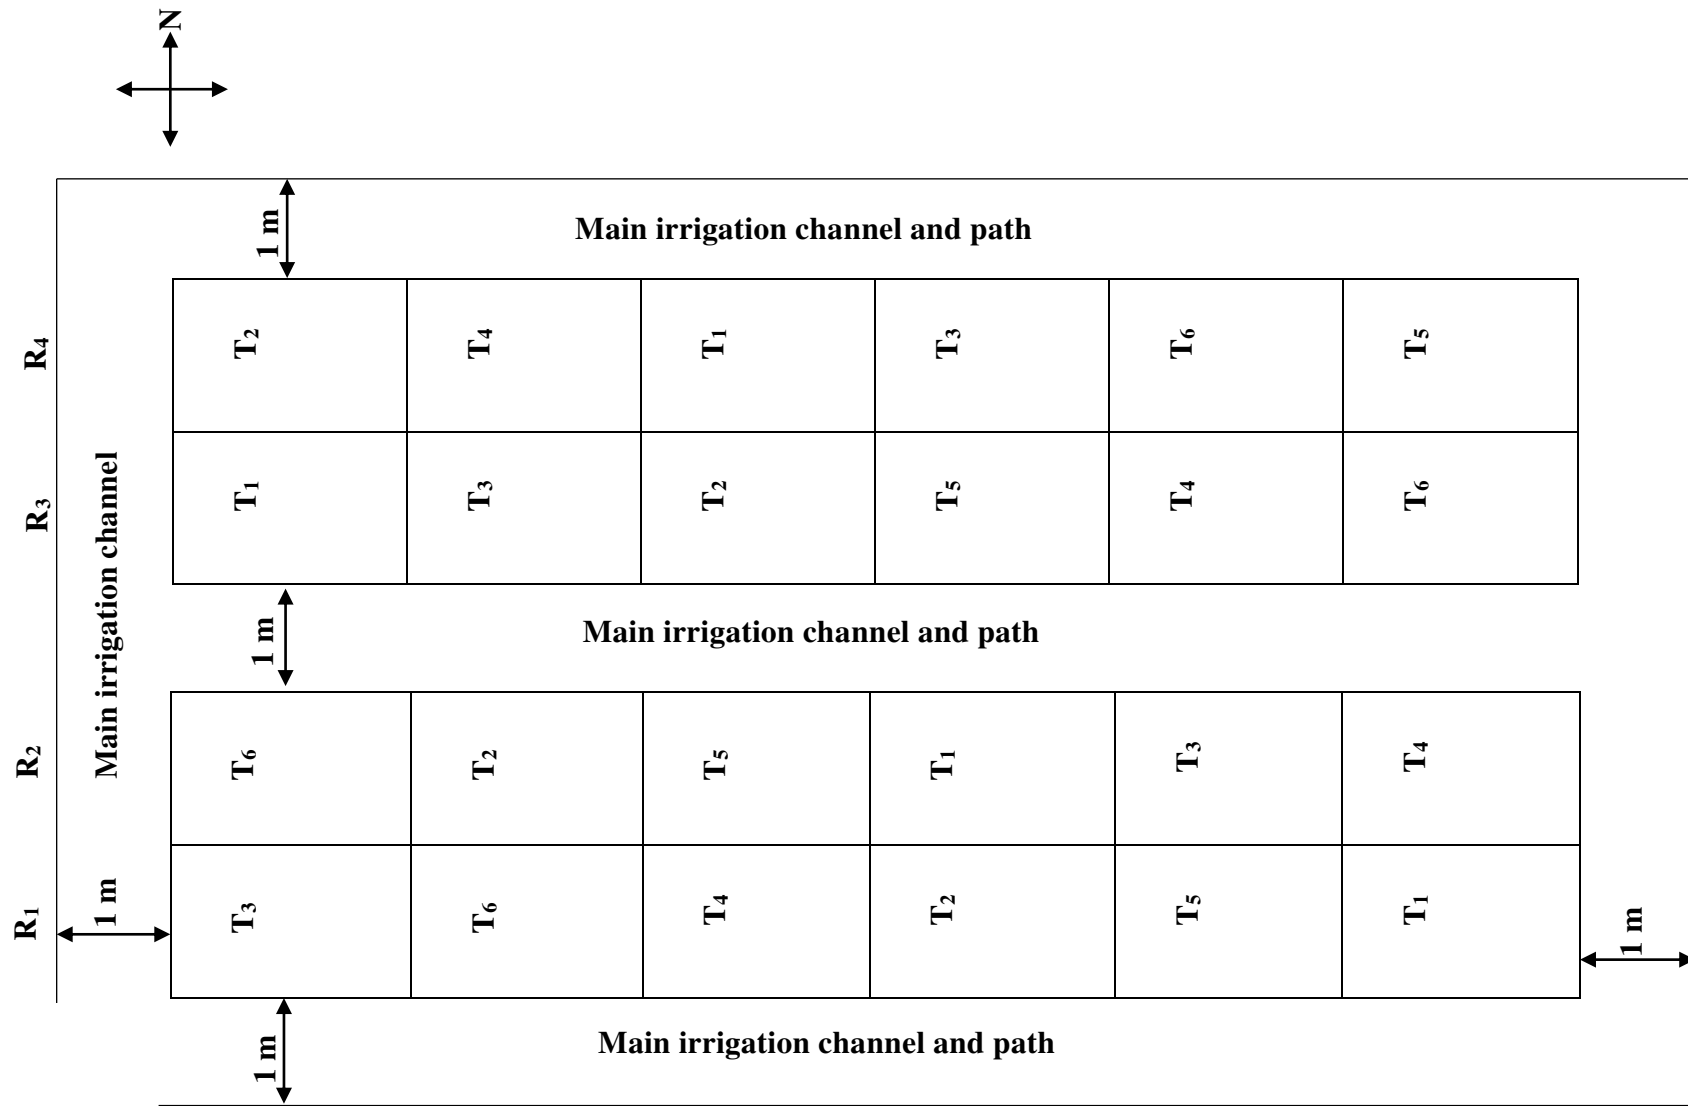 N
1 m
Main irrigation channel and path
R4
T2
T4
T1
T3
T6
T5
R3
T1
T3
T2
T5
T4
T6
Main irrigation channel
1 m
Main irrigation channel and path
R2
T6
T2
T5
T1
T3
T4
R1
1 m
T3
T6
T4
T2
T5
T1
1 m
1 m
Main irrigation channel and path